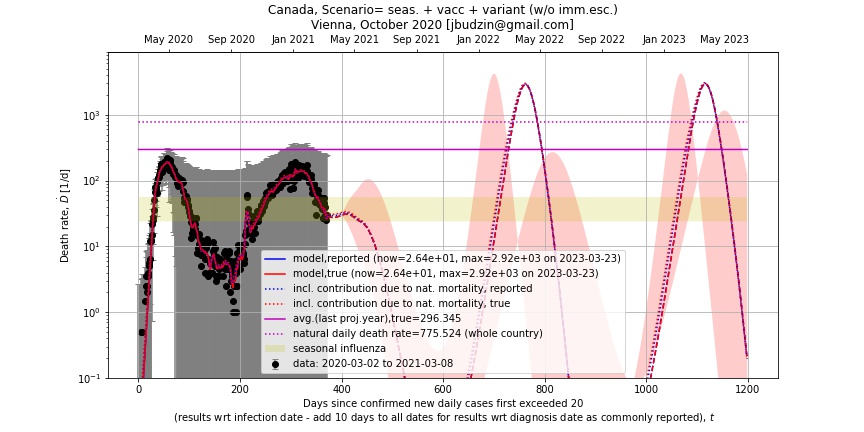 Canada, Scenario= seas. + vacc + variant (w/o imm.esc.)
Vienna, October 2020 [jbudzin@gmail.com]
May 2020 Sep 2020 Jan 2021 May 2021 Sep 2021 Jan 2022 May 2022 Sep 2022 Jan 2023 May 2023
Death rate, D [1/d]
10³
10²
10¹
10⁰
10⁻¹
model,reported (now=2.64e+01, max=2.92e+03 on 2023-03-23)
model,true (now=2.64e+01, max=2.92e+03 on 2023-03-23)
incl. contribution due to nat. mortality, reported
incl. contribution due to nat. mortality, true
avg.(last proj.year),true=296.345
natural daily death rate=775.524 (whole country)
seasonal influenza
data: 2020-03-02 to 2021-03-08
0 200 400 600 800 1000 1200
Days since confirmed new daily cases first exceeded 20
(results wrt infection date - add 10 days to all dates for results wrt diagnosis date as commonly reported), t